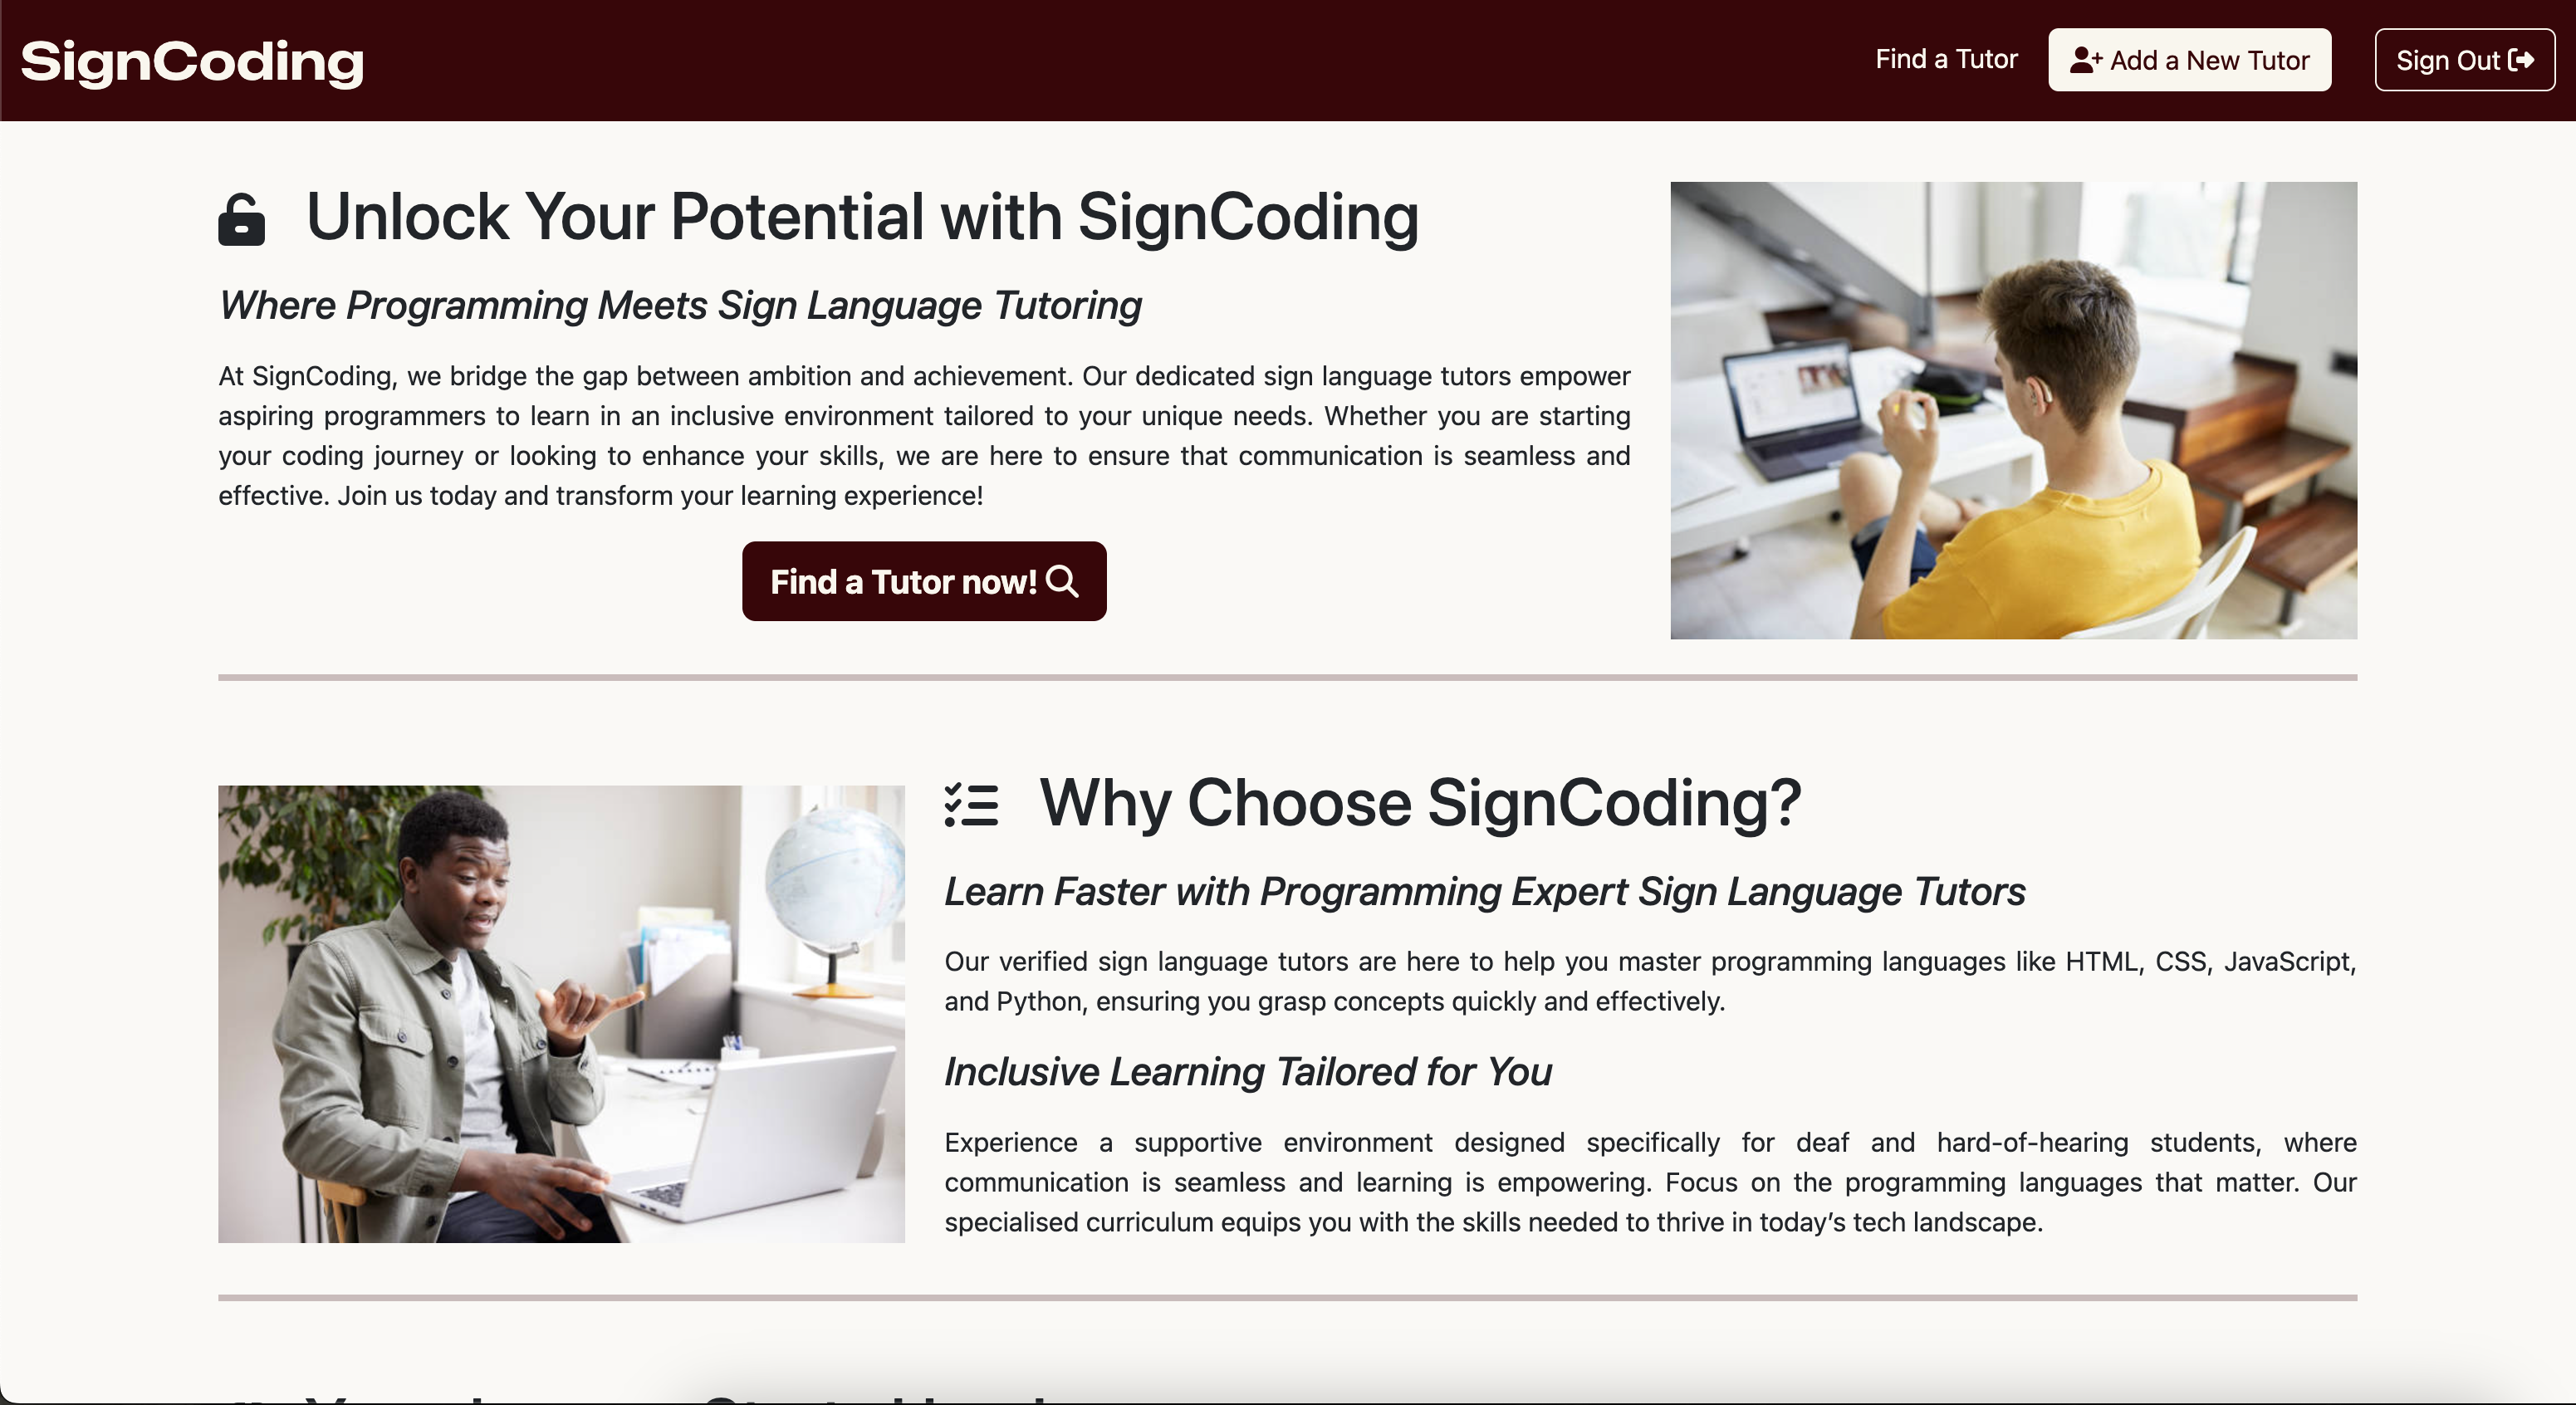 SignCoding
Find a Tutor
Add a New Tutor
Sign Out
Unlock Your Potential with SignCoding
Where Programming Meets Sign Language Tutoring
At SignCoding, we bridge the gap between ambition and achievement. Our dedicated sign language tutors empower
aspiring programmers to learn in an inclusive environment tailored to your unique needs. Whether you are starting
your coding journey or looking to enhance your skills, we are here to ensure that communication is seamless and
effective. Join us today and transform your learning experience!
Find a Tutor now!
Why Choose SignCoding?
Learn Faster with Programming Expert Sign Language Tutors
Our verified sign language tutors are here to help you master programming languages like HTML, CSS, JavaScript,
and Python, ensuring you grasp concepts quickly and effectively.
Inclusive Learning Tailored for You
Experience a supportive environment designed specifically for deaf and hard-of-hearing students, where
communication is seamless and learning is empowering. Focus on the programming languages that matter. Our
specialised curriculum equips you with the skills needed to thrive in today’s tech landscape.